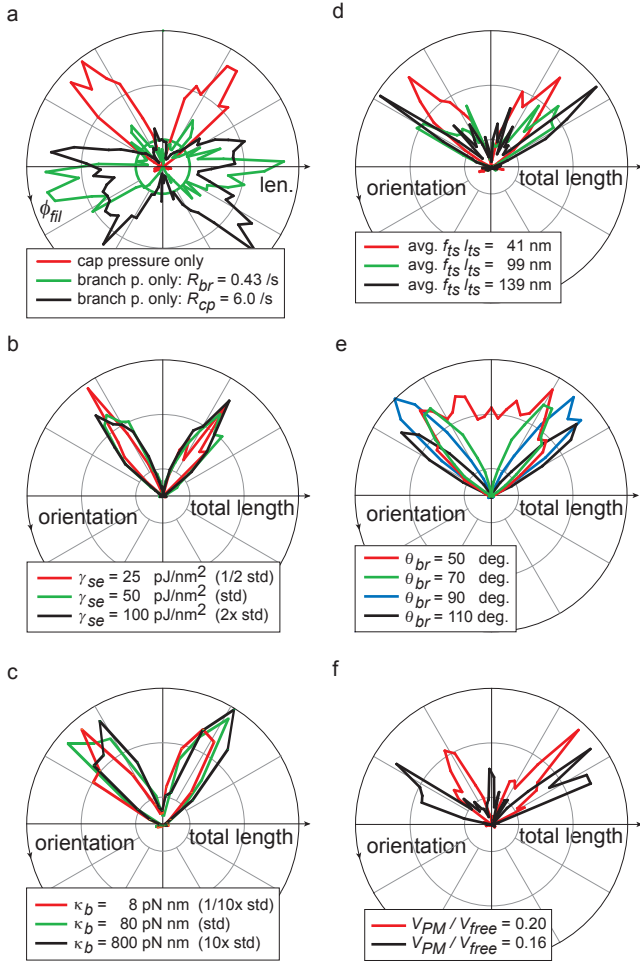 a
len.
ϕfil
cap pressure only
branch p. only: Rbr = 0.43 /s
branch p. only: Rcp = 6.0 /s
b
orientation
total length
γse = 25 pJ/nm2 (1/2 std)
γse = 50 pJ/nm2 (std)
γse = 100 pJ/nm2 (2x std)
c
orientation
total length
κb = 8 pN nm (1/10x std)
κb = 80 pN nm (std)
κb = 800 pN nm (10x std)
d
orientation
total length
avg. fts lts = 41 nm
avg. fts lts = 99 nm
avg. fts lts = 139 nm
e
orientation
total length
θbr = 50 deg.
θbr = 70 deg.
θbr = 90 deg.
θbr = 110 deg.
f
orientation
total length
VPM / Vfree = 0.20
VPM / Vfree = 0.16